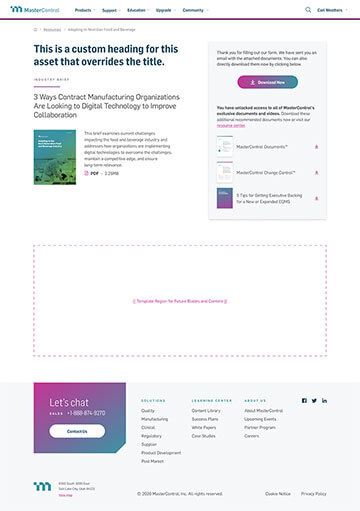 MasterControl
Products
Support
Education
Upgrade
Community
Carl Weathers
Resources
Adapting to Next-Gen Food and Beverage
This is a custom heading for this
asset that overrides the title.
INDUSTRY BRIEF
3 Ways Contract Manufacturing Organizations
Are Looking to Digital Technology to Improve
Collaboration
This brief examines current challenges
impacting the food and beverage industry and
addresses how organizations are implementing
digital technologies to overcome the challenges,
maintain a competitive edge, and ensure
long-term relevance.
PDF - 3.26MB
Thank you for filling out our form. We have sent you
an email with the attached documents. You can also
directly download them now by clicking below.
Download Now
You have unlocked access to all of MasterControl's
exclusive documents and videos. Download these
additional recommended documents now or visit our
resource center.
MasterControl Documents™
MasterControl Change Control™
5 Tips for Getting Executive Backing
for a New or Expanded EQMS
[[ Template Region for Future Blades and Content ]]
Let's chat
SALES +1-888-874-9270
Contact Us
SOLUTIONS
Quality
Manufacturing
Clinical
Regulatory
Supplier
Product Development
Post Market
LEARNING CENTER
Content Library
Success Plans
White Papers
Case Studies
ABOUT US
About MasterControl
Upcoming Events
Partner Program
Careers
6350 South 3000 East
Salt Lake City, Utah 84121
Site map
© 2020 MasterControl, Inc. All rights reserved.
Cookie Notice
Privacy Policy